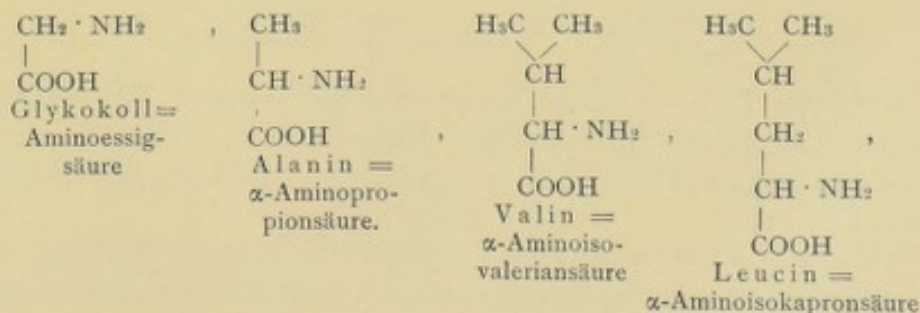 CH₂ · NH₂
|
COOH
Glykokoll=
Aminoessig-
säure
,
CH₃
|
CH · NH₂
|
COOH
Alanin =
α-Aminopro-
pionsäure.
,
H₃C CH₃
\ /
CH
|
CH · NH₂
|
COOH
Valin =
α-Aminoiso-
valeriansäure
,
H₃C CH₃
\ /
CH
|
CH₂
|
CH · NH₂
|
COOH
Leucin =
α-Aminoisokapronsäure
,